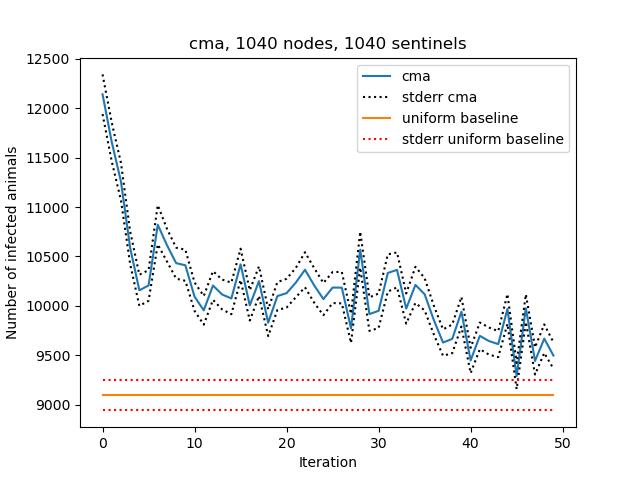 cma, 1040 nodes, 1040 sentinels
Number of infected animals
12500
12000
11500
11000
10500
10000
9500
9000
cma
stderr cma
uniform baseline
stderr uniform baseline
0
10
20
30
40
50
Iteration